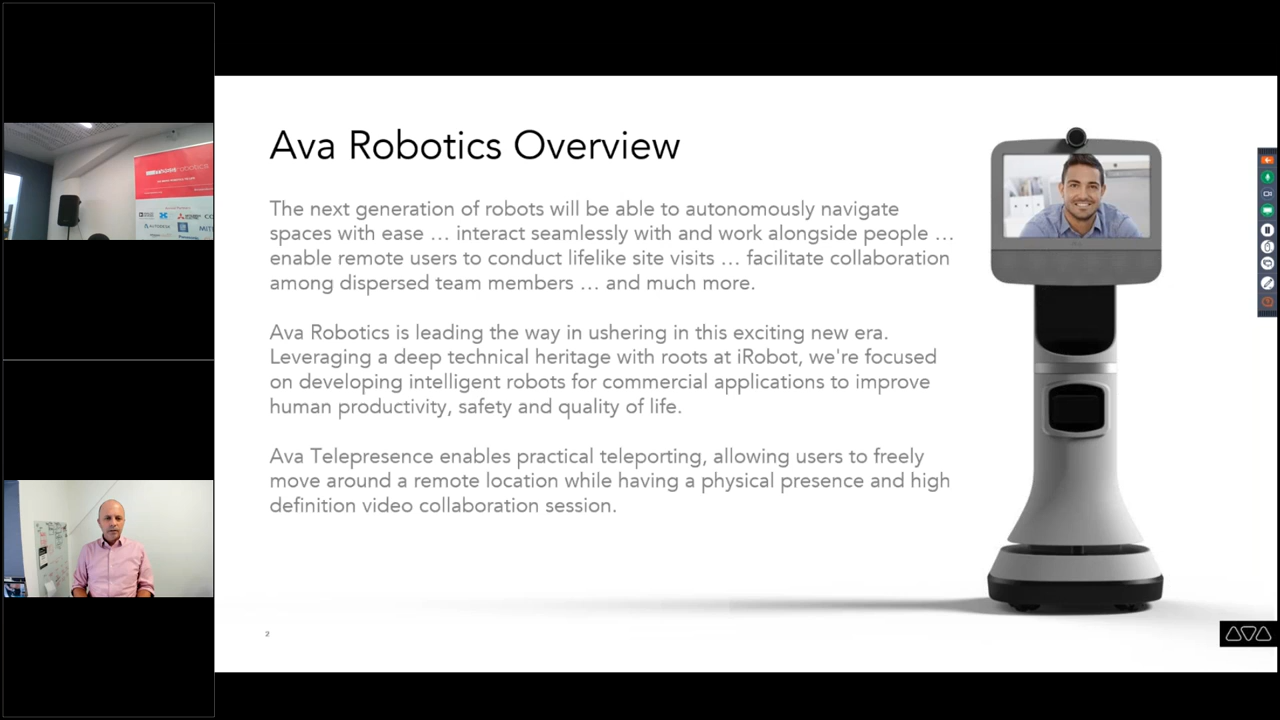 Ava Robotics Overview
The next generation of robots will be able to autonomously navigate
spaces with ease … interact seamlessly with and work alongside people …
enable remote users to conduct lifelike site visits … facilitate collaboration
among dispersed team members … and much more.
Ava Robotics is leading the way in ushering in this exciting new era.
Leveraging a deep technical heritage with roots at iRobot, we're focused
on developing intelligent robots for commercial applications to improve
human productivity, safety and quality of life.
Ava Telepresence enables practical teleporting, allowing users to freely
move around a remote location while having a physical presence and high
definition video collaboration session.
2